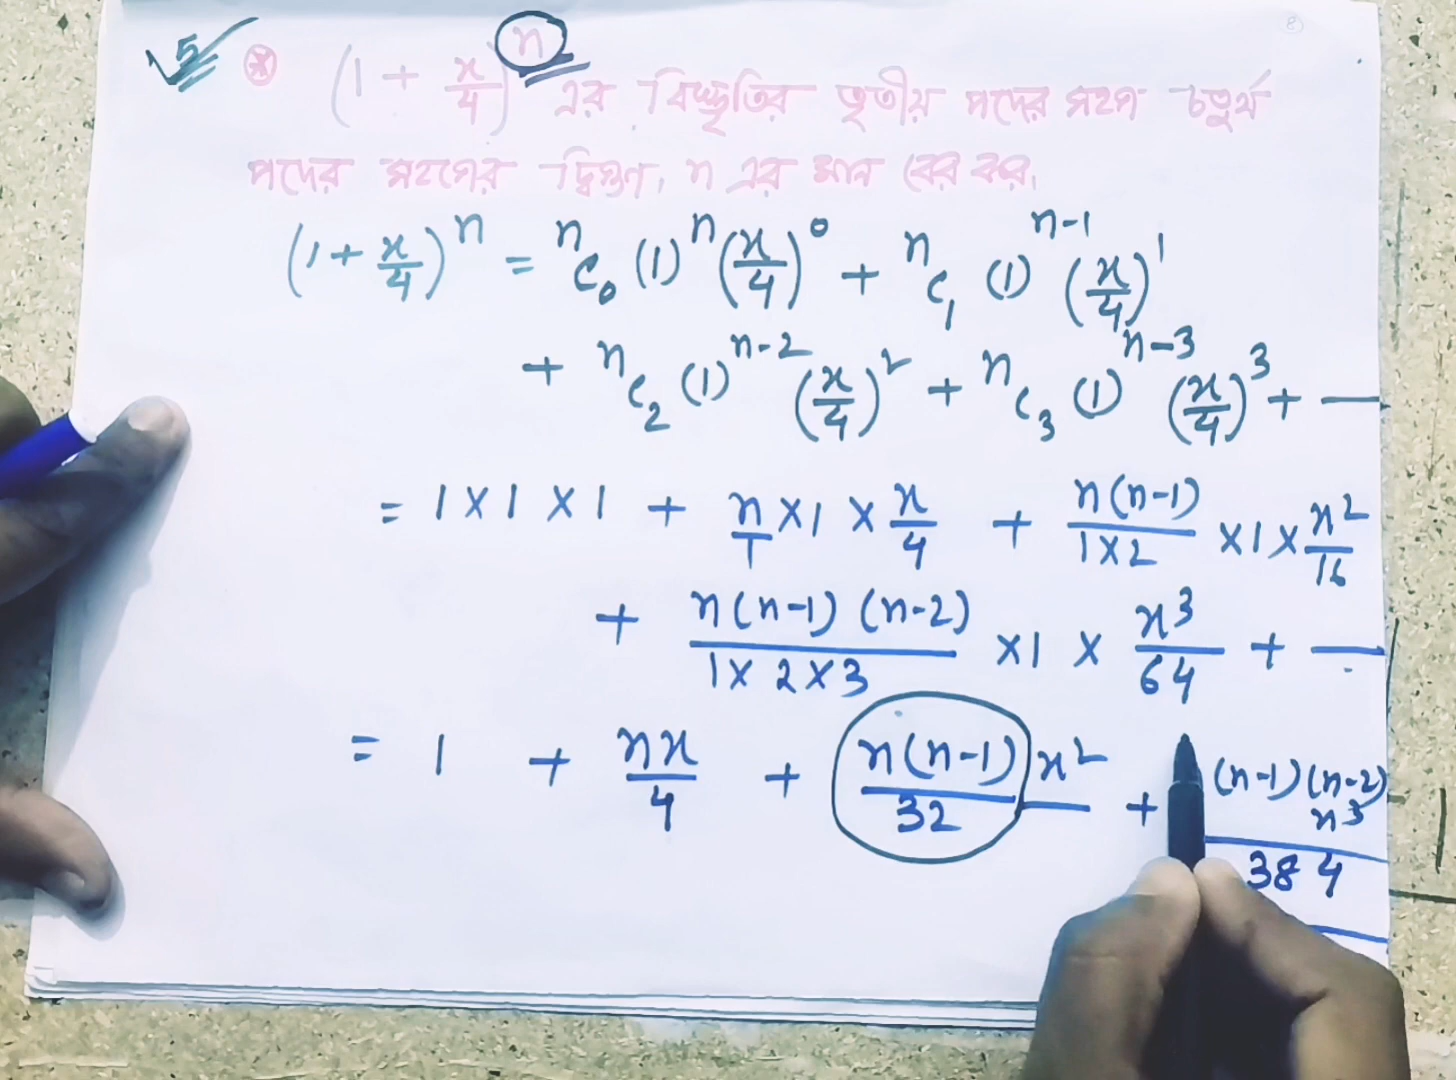 5 * (1 + x/4)^n এর বিস্তৃতির তৃতীয় পদের সহগ চতুর্থ
পদের সহগের দ্বিগুণ, n এর মান বের কর,
(1 + x/4)^n = nC0 (1)^n (x/4)^0 + nC1 (1)^(n-1) (x/4)^1
+ nC2 (1)^(n-2) (x/4)^2 + nC3 (1)^(n-3) (x/4)^3 + —
= 1 × 1 × 1 + n/1 × 1 × x/4 + n(n-1)/(1×2) × 1 × x^2/16
+ n(n-1)(n-2)/(1×2×3) × 1 × x^3/64 + —
= 1 + nx/4 + n(n-1)/32 x^2 + (n-1)(n-2) x^3/384